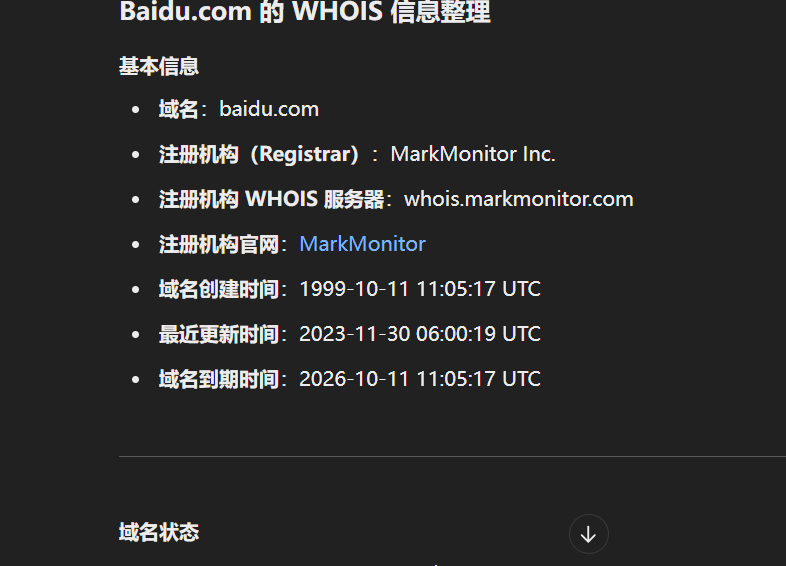 Baidu.com 的 WHOIS 信息整理
基本信息
域名：baidu.com
注册机构（Registrar）：MarkMonitor Inc.
注册机构 WHOIS 服务器：whois.markmonitor.com
注册机构官网：MarkMonitor
域名创建时间：1999-10-11 11:05:17 UTC
最近更新时间：2023-11-30 06:00:19 UTC
域名到期时间：2026-10-11 11:05:17 UTC
域名状态